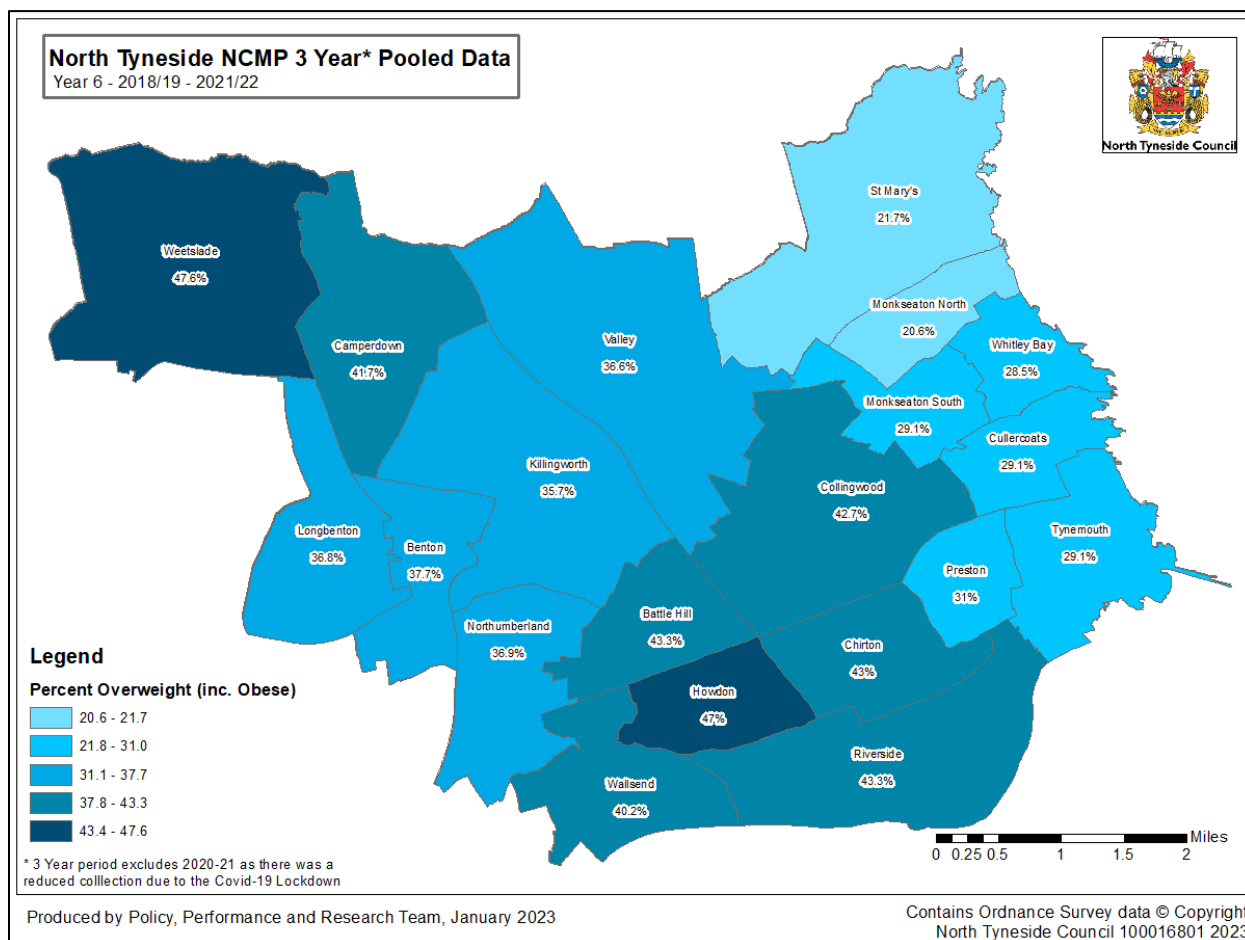 North Tyneside NCMP 3 Year* Pooled Data
Year 6 - 2018/19 - 2021/22
North Tyneside Council
St Mary's
21.7%
Weetslade
47.6%
Monkseaton North
20.6%
Camperdown
41.7%
Valley
36.6%
Whitley Bay
28.5%
Monkseaton South
29.1%
Cullercoats
29.1%
Killingworth
35.7%
Collingwood
42.7%
Longbenton
36.8%
Benton
37.7%
Tynemouth
29.1%
Preston
31%
Northumberland
36.9%
Battle Hill
43.3%
Chirton
43%
Howdon
47%
Riverside
43.3%
Wallsend
40.2%
Legend
Percent Overweight (inc. Obese)
20.6 - 21.7
21.8 - 31.0
31.1 - 37.7
37.8 - 43.3
43.4 - 47.6
* 3 Year period excludes 2020-21 as there was a
reduced colllection due to the Covid-19 Lockdown
Miles
0 0.25 0.5 1 1.5 2
Produced by Policy, Performance and Research Team, January 2023
Contains Ordnance Survey data © Copyright
North Tyneside Council 100016801 2023